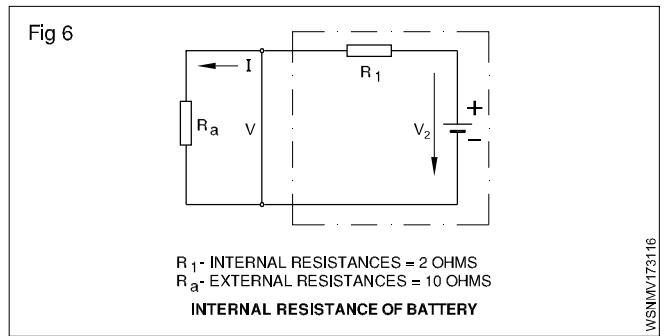 Fig 6
I
R1
Ra
V
V2
+
−
R1- INTERNAL RESISTANCES = 2 OHMS
Ra- EXTERNAL RESISTANCES = 10 OHMS
INTERNAL RESISTANCE OF BATTERY
WSNMV173116